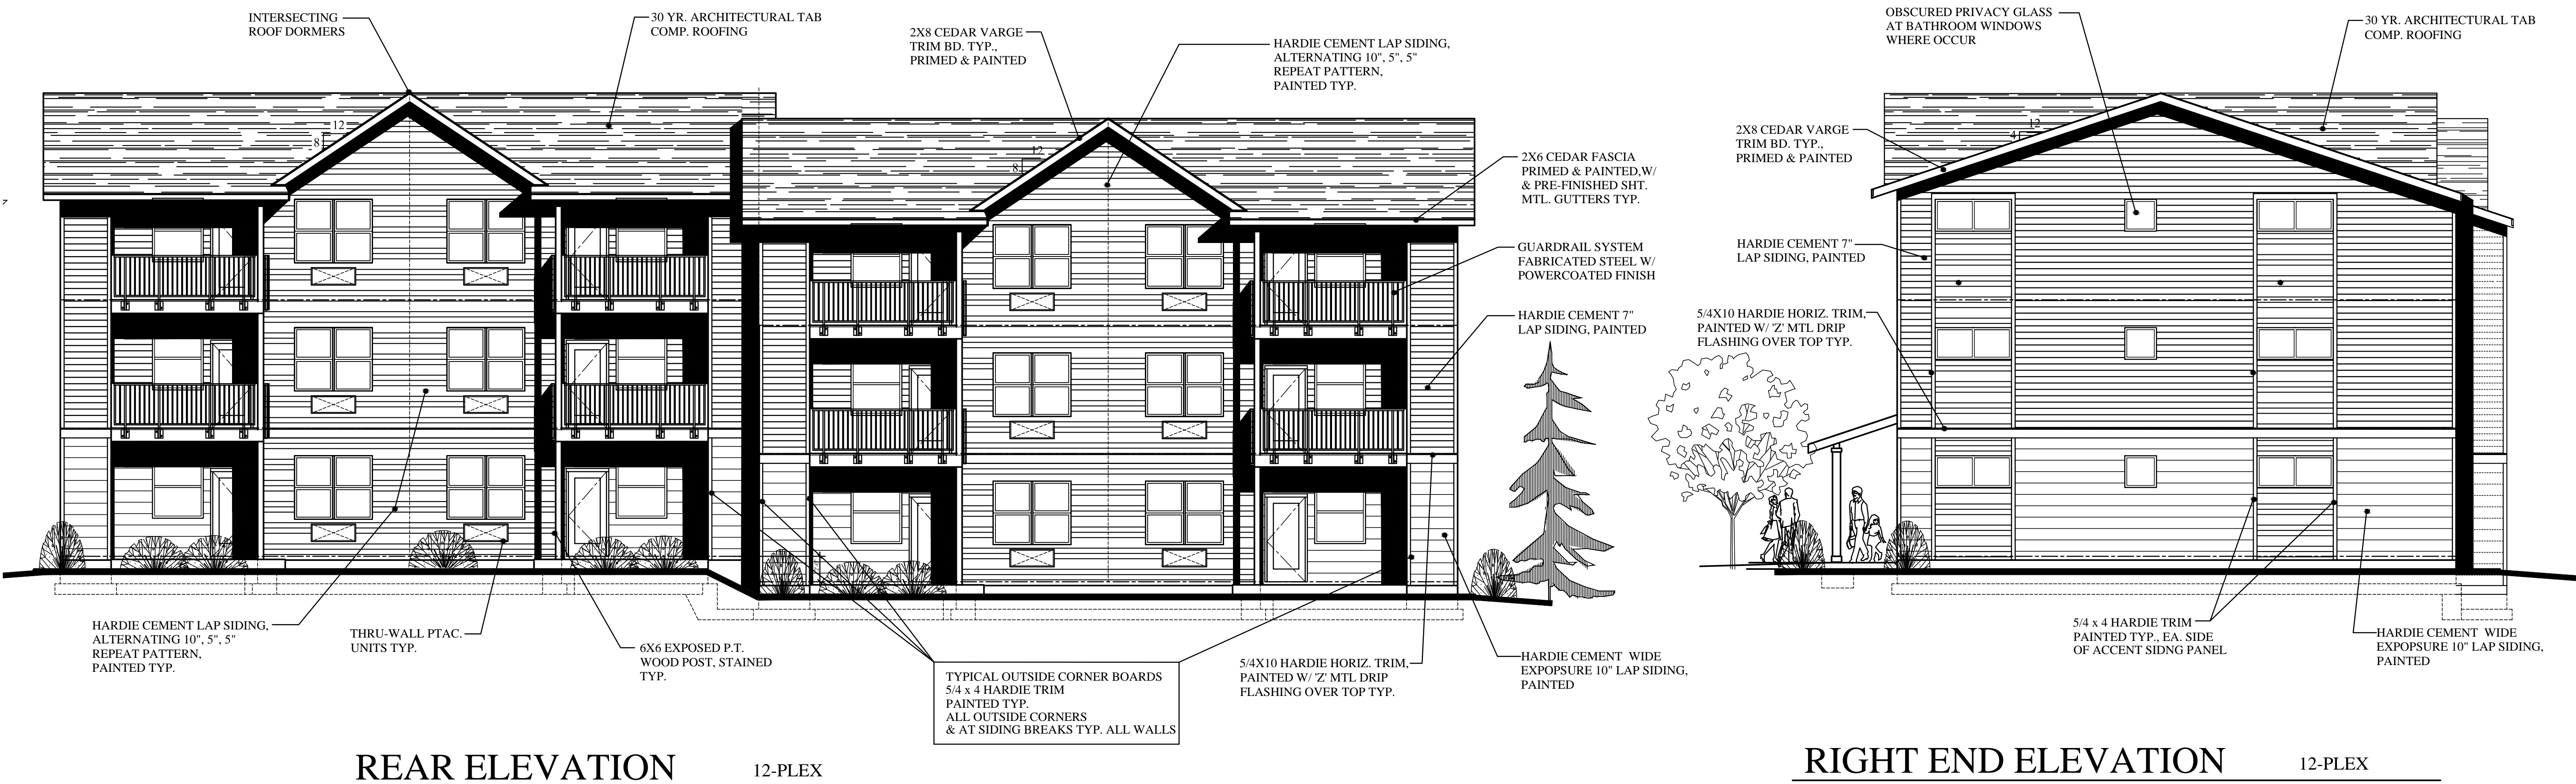 INTERSECTING
ROOF DORMERS
30 YR. ARCHITECTURAL TAB
COMP. ROOFING
2X8 CEDAR VARGE
TRIM BD. TYP.,
PRIMED & PAINTED
HARDIE CEMENT LAP SIDING,
ALTERNATING 10", 5", 5"
REPEAT PATTERN,
PAINTED TYP.
12
8
12
8
2X6 CEDAR FASCIA
PRIMED & PAINTED,W/
& PRE-FINISHED SHT.
MTL. GUTTERS TYP.
GUARDRAIL SYSTEM
FABRICATED STEEL W/
POWERCOATED FINISH
HARDIE CEMENT 7"
LAP SIDING, PAINTED
HARDIE CEMENT LAP SIDING,
ALTERNATING 10", 5", 5"
REPEAT PATTERN,
PAINTED TYP.
THRU-WALL PTAC.
UNITS TYP.
6X6 EXPOSED P.T.
WOOD POST, STAINED
TYP.
TYPICAL OUTSIDE CORNER BOARDS
5/4 x 4 HARDIE TRIM
PAINTED TYP.
ALL OUTSIDE CORNERS
& AT SIDING BREAKS TYP. ALL WALLS
5/4X10 HARDIE HORIZ. TRIM,
PAINTED W/ 'Z' MTL DRIP
FLASHING OVER TOP TYP.
HARDIE CEMENT WIDE
EXPOPSURE 10" LAP SIDING,
PAINTED
REAR ELEVATION
12-PLEX
OBSCURED PRIVACY GLASS
AT BATHROOM WINDOWS
WHERE OCCUR
30 YR. ARCHITECTURAL TAB
COMP. ROOFING
2X8 CEDAR VARGE
TRIM BD. TYP.,
PRIMED & PAINTED
12
4
HARDIE CEMENT 7"
LAP SIDING, PAINTED
5/4X10 HARDIE HORIZ. TRIM,
PAINTED W/ 'Z' MTL DRIP
FLASHING OVER TOP TYP.
5/4 x 4 HARDIE TRIM
PAINTED TYP., EA. SIDE
OF ACCENT SIDNG PANEL
HARDIE CEMENT WIDE
EXPOPSURE 10" LAP SIDING,
PAINTED
RIGHT END ELEVATION
12-PLEX